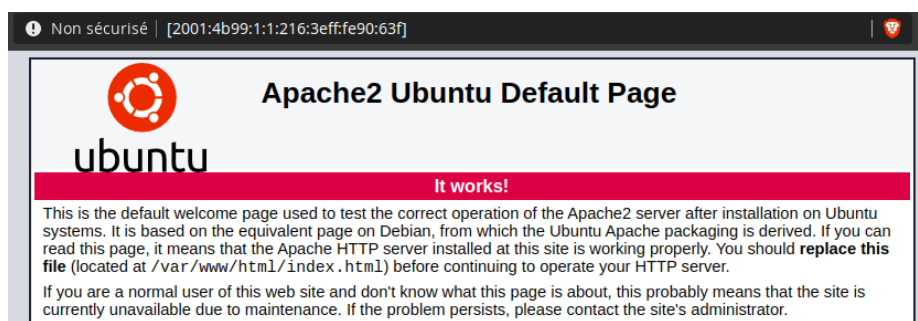 Non sécurisé | [2001:4b99:1:1:216:3eff:fe90:63f]
Apache2 Ubuntu Default Page
ubuntu
It works!
This is the default welcome page used to test the correct operation of the Apache2 server after installation on Ubuntu
systems. It is based on the equivalent page on Debian, from which the Ubuntu Apache packaging is derived. If you can
read this page, it means that the Apache HTTP server installed at this site is working properly. You should replace this
file (located at /var/www/html/index.html) before continuing to operate your HTTP server.
If you are a normal user of this web site and don't know what this page is about, this probably means that the site is
currently unavailable due to maintenance. If the problem persists, please contact the site's administrator.